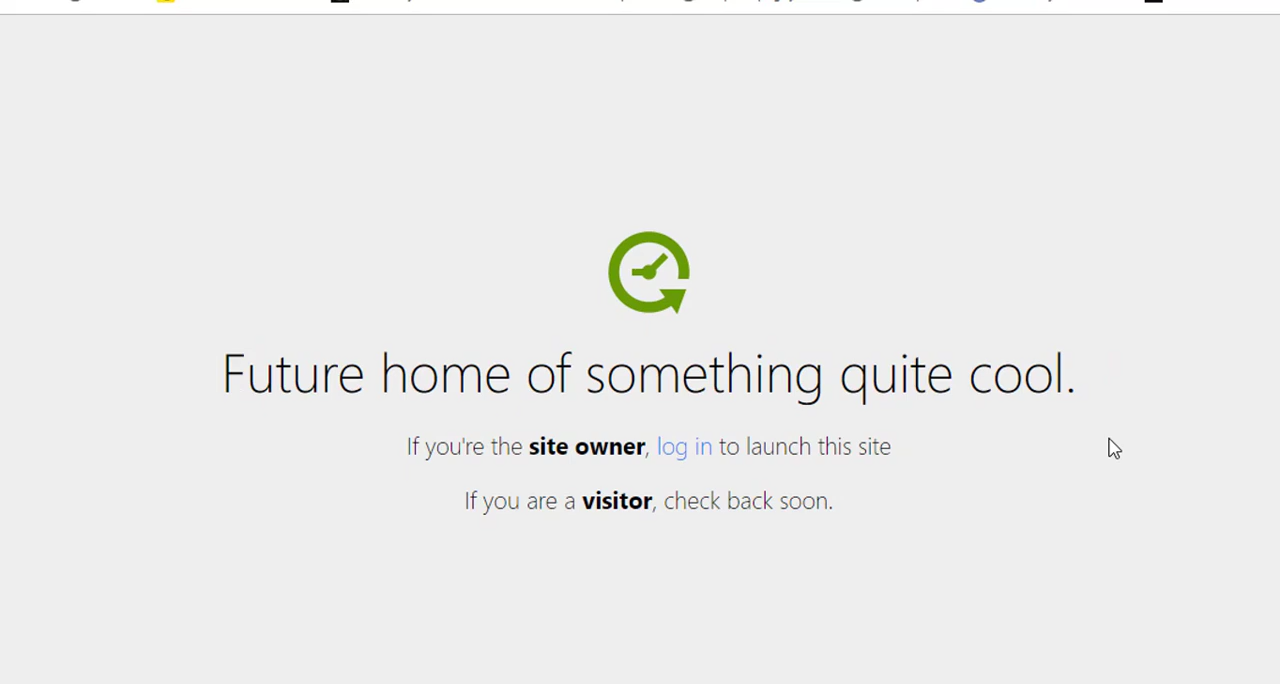 Future home of something quite cool.
If you're the site owner, log in to launch this site
If you are a visitor, check back soon.